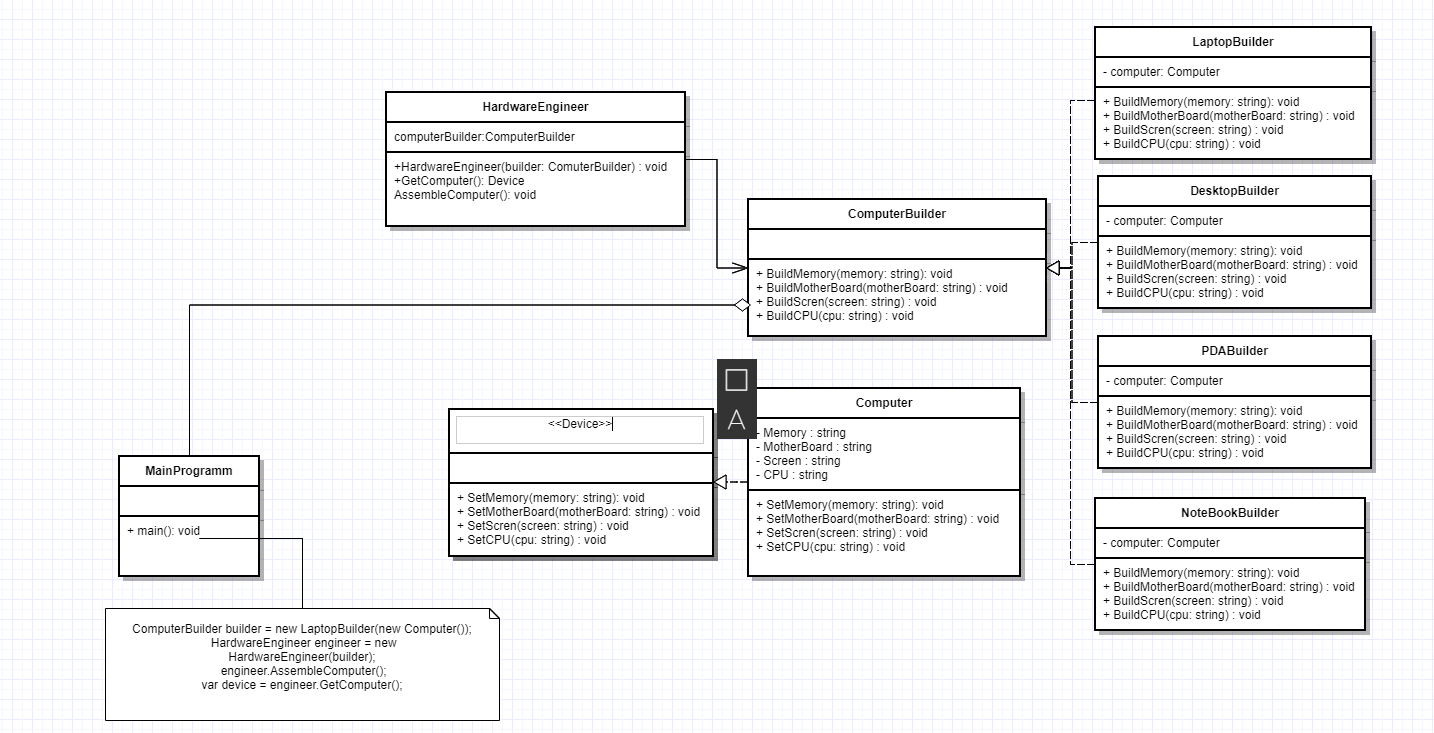 HardwareEngineer
computerBuilder:ComputerBuilder
+HardwareEngineer(builder: ComuterBuilder) : void
+GetComputer(): Device
AssembleComputer(): void
ComputerBuilder
+ BuildMemory(memory: string): void
+ BuildMotherBoard(motherBoard: string) : void
+ BuildScren(screen: string) : void
+ BuildCPU(cpu: string) : void
LaptopBuilder
- computer: Computer
+ BuildMemory(memory: string): void
+ BuildMotherBoard(motherBoard: string) : void
+ BuildScren(screen: string) : void
+ BuildCPU(cpu: string) : void
DesktopBuilder
- computer: Computer
+ BuildMemory(memory: string): void
+ BuildMotherBoard(motherBoard: string) : void
+ BuildScren(screen: string) : void
+ BuildCPU(cpu: string) : void
PDABuilder
- computer: Computer
+ BuildMemory(memory: string): void
+ BuildMotherBoard(motherBoard: string) : void
+ BuildScren(screen: string) : void
+ BuildCPU(cpu: string) : void
NoteBookBuilder
- computer: Computer
+ BuildMemory(memory: string): void
+ BuildMotherBoard(motherBoard: string) : void
+ BuildScren(screen: string) : void
+ BuildCPU(cpu: string) : void
A
<<Device>>
+ SetMemory(memory: string): void
+ SetMotherBoard(motherBoard: string) : void
+ SetScren(screen: string) : void
+ SetCPU(cpu: string) : void
Computer
- Memory : string
- MotherBoard : string
- Screen : string
- CPU : string
+ SetMemory(memory: string): void
+ SetMotherBoard(motherBoard: string) : void
+ SetScren(screen: string) : void
+ SetCPU(cpu: string) : void
MainProgramm
+ main(): void
ComputerBuilder builder = new LaptopBuilder(new Computer());
HardwareEngineer engineer = new
HardwareEngineer(builder);
engineer.AssembleComputer();
var device = engineer.GetComputer();